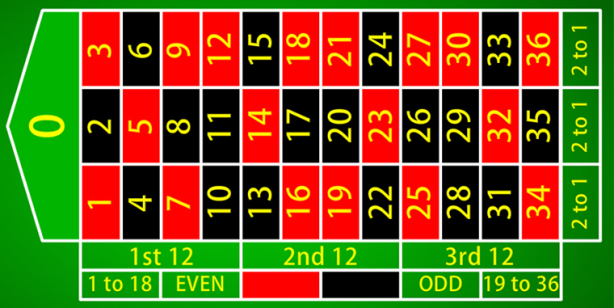 3 6 9 12 15 18 21 24 27 30 33 36 2 to 1
0 2 5 8 11 14 17 20 23 26 29 32 35 2 to 1
1 4 7 10 13 16 19 22 25 28 31 34 2 to 1
1st 12 2nd 12 3rd 12
1 to 18 EVEN ODD 19 to 36